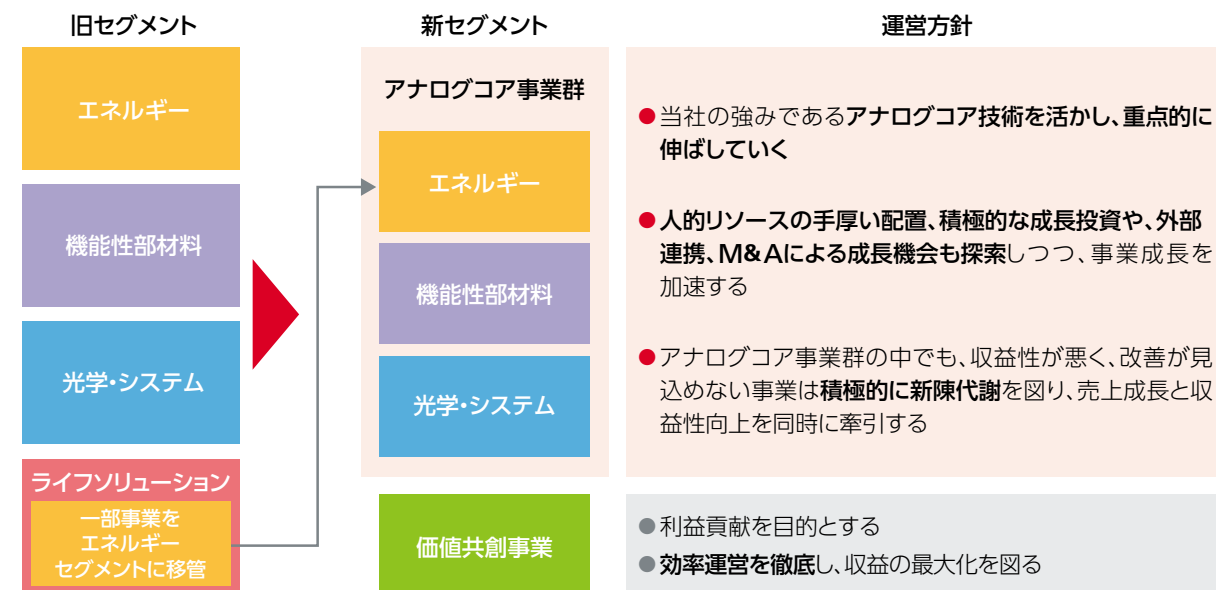 旧セグメント
エネルギー
機能性部材料
光学・システム
ライフソリューション
一部事業を
エネルギー
セグメントに移管
新セグメント
アナログコア事業群
エネルギー
機能性部材料
光学・システム
価値共創事業
運営方針
●当社の強みであるアナログコア技術を活かし、重点的に
伸ばしていく
●人的リソースの手厚い配置、積極的な成長投資や、外部
連携、M&Aによる成長機会も探索しつつ、事業成長を
加速する
●アナログコア事業群の中でも、収益性が悪く、改善が見
込めない事業は積極的に新陳代謝を図り、売上成長と収
益性向上を同時に牽引する
●利益貢献を目的とする
●効率運営を徹底し、収益の最大化を図る